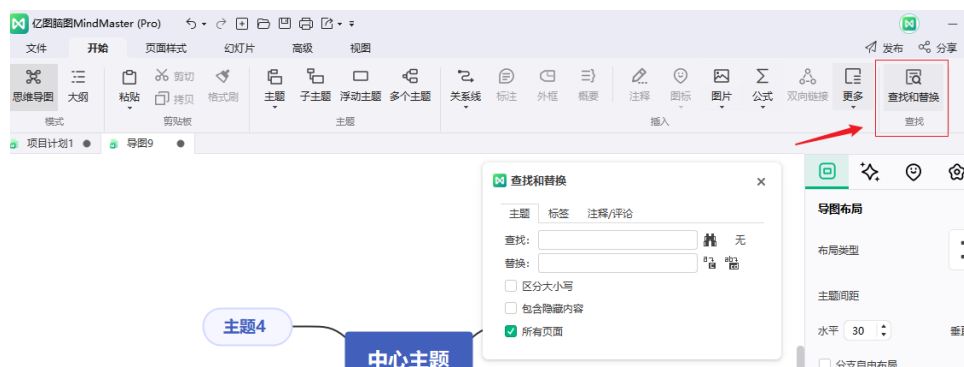 亿图脑图MindMaster (Pro)
文件 开始 页面样式 幻灯片 高级 视图 发布 分享
思维导图 大纲 粘贴 剪切 拷贝 格式刷 主题 子主题 浮动主题 多个主题 关系线 标注 外框 概要 注释 图标 图片 公式 双向链接 更多 查找和替换
模式 剪贴板 主题 插入 查找
项目计划1 导图9
查找和替换
主题 标签 注释/评论
查找: 无
替换:
区分大小写
包含隐藏内容
所有页面
主题4
中心主题
导图布局
布局类型
主题间距
水平 30 垂直
分支自由布局